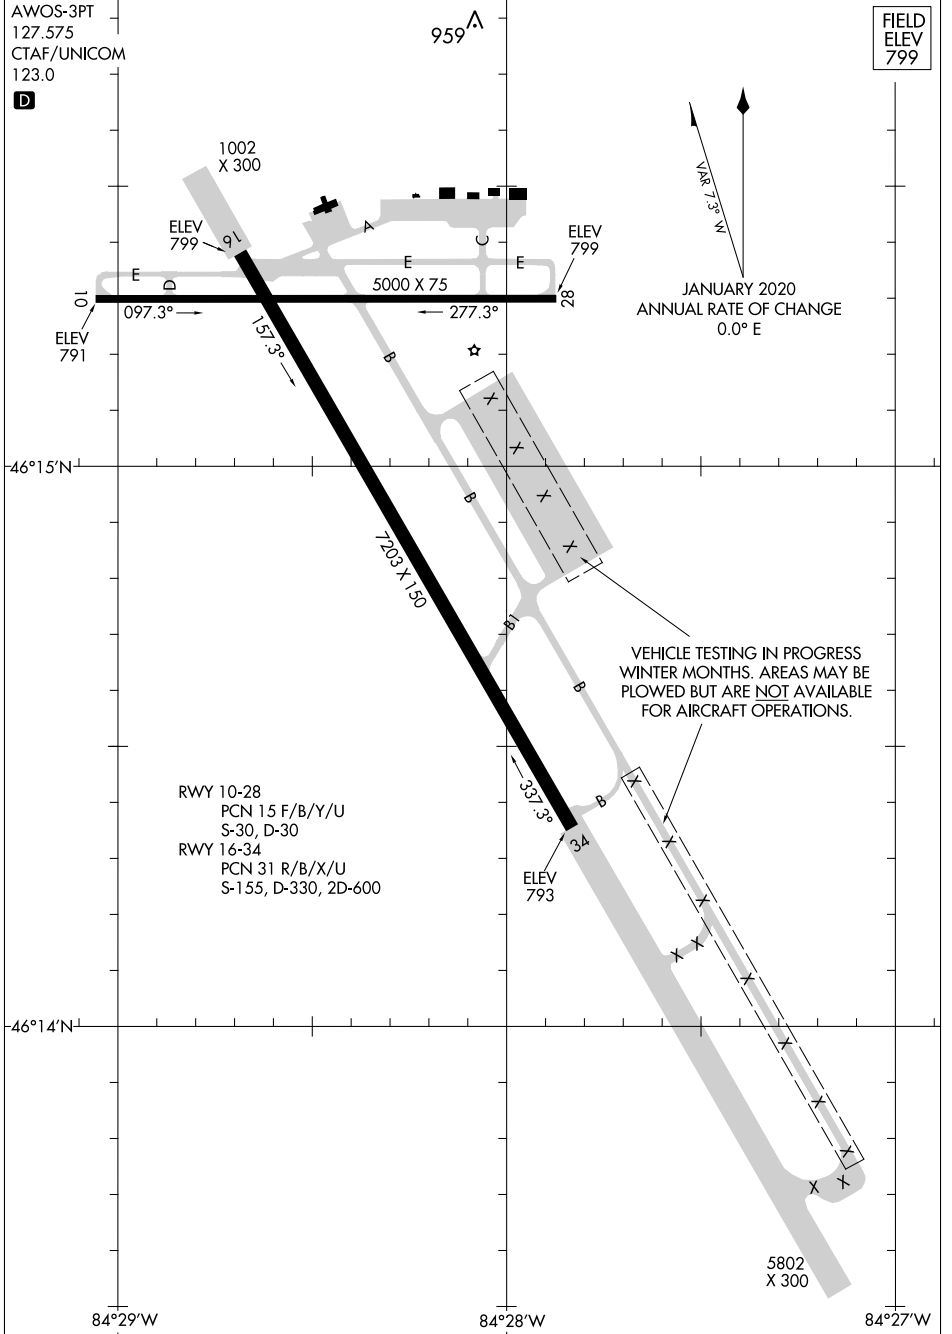 AWOS-3PT
127.575
CTAF/UNICOM
123.0
D
959
FIELD
ELEV
799
1002
X 300
VAR 7.3° W
JANUARY 2020
ANNUAL RATE OF CHANGE
0.0° E
ELEV
799
16
A
C
ELEV
799
E
D
E
E
5000 X 75
10
28
097.3°
277.3°
ELEV
791
157.3°
B
46°15'N
B
7203 X 150
B1
VEHICLE TESTING IN PROGRESS
WINTER MONTHS. AREAS MAY BE
PLOWED BUT ARE NOT AVAILABLE
FOR AIRCRAFT OPERATIONS.
B
X
X
X
X
RWY 10-28
PCN 15 F/B/Y/U
S-30, D-30
RWY 16-34
PCN 31 R/B/X/U
S-155, D-330, 2D-600
337.3°
B
34
ELEV
793
X
X
X
X
X
X
X
X
X
X
X
46°14'N
5802
X 300
84°29'W
84°28'W
84°27'W